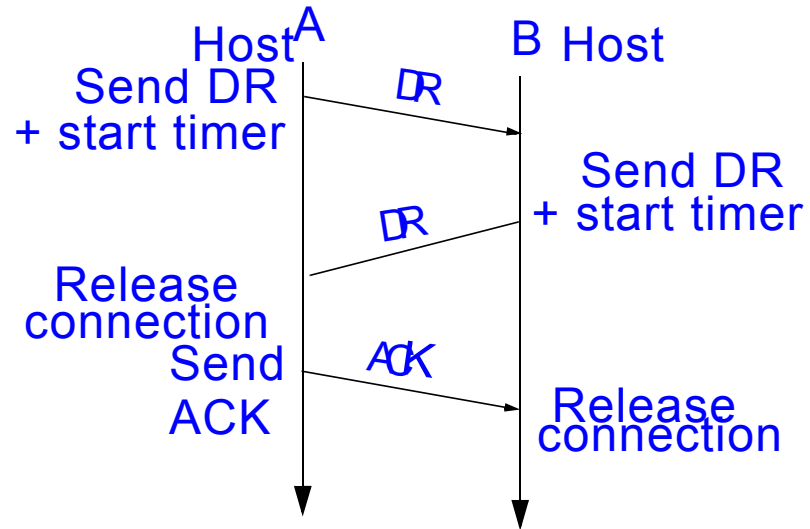 Host A
B Host
Send DR
+ start timer
DR
Send DR
+ start timer
DR
Release
connection
Send
ACK
ACK
Release
connection